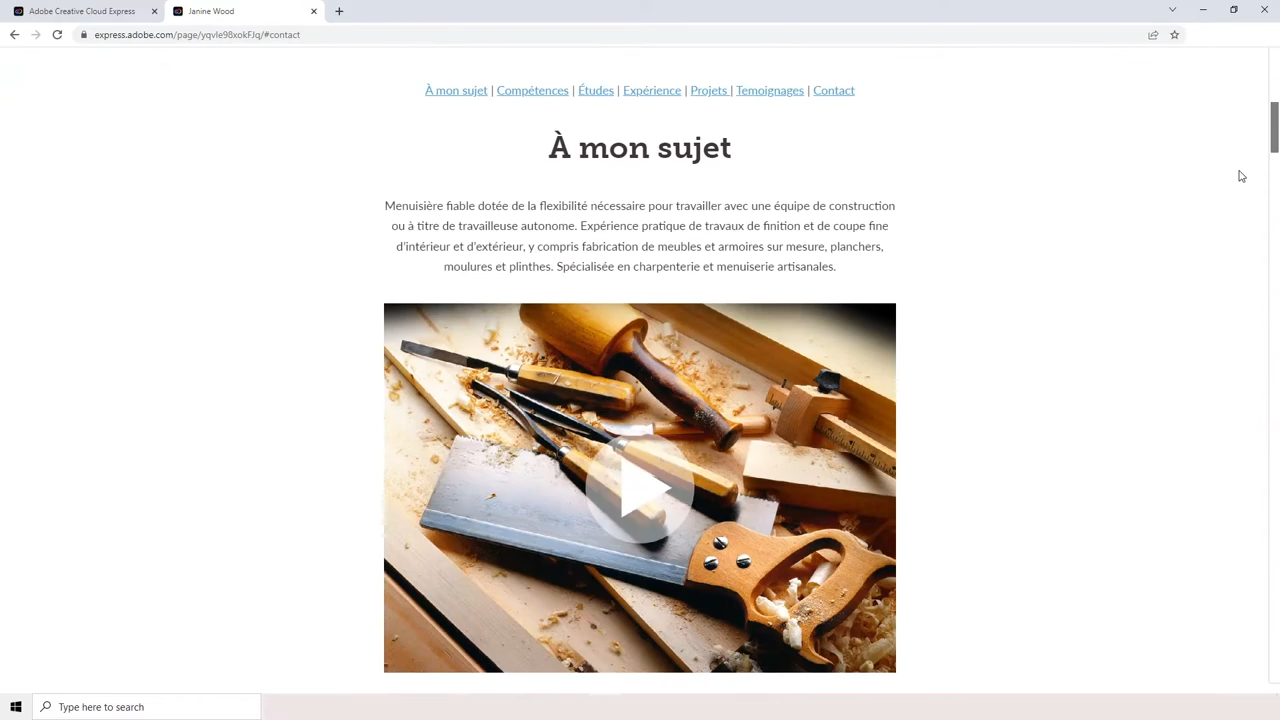 Adobe Creative Cloud Express
Janine Wood
express.adobe.com/page/yqvle98xokFJq/#contact
À mon sujet | Compétences | Études | Expérience | Projets | Temoignages | Contact
À mon sujet
Menuisière fiable dotée de la flexibilité nécessaire pour travailler avec une équipe de construction
ou à titre de travailleuse autonome. Expérience pratique de travaux de finition et de coupe fine
d'intérieur et d'extérieur, y compris fabrication de meubles et armoires sur mesure, planchers,
moulures et plinthes. Spécialisée en charpenterie et menuiserie artisanales.
Type here to search